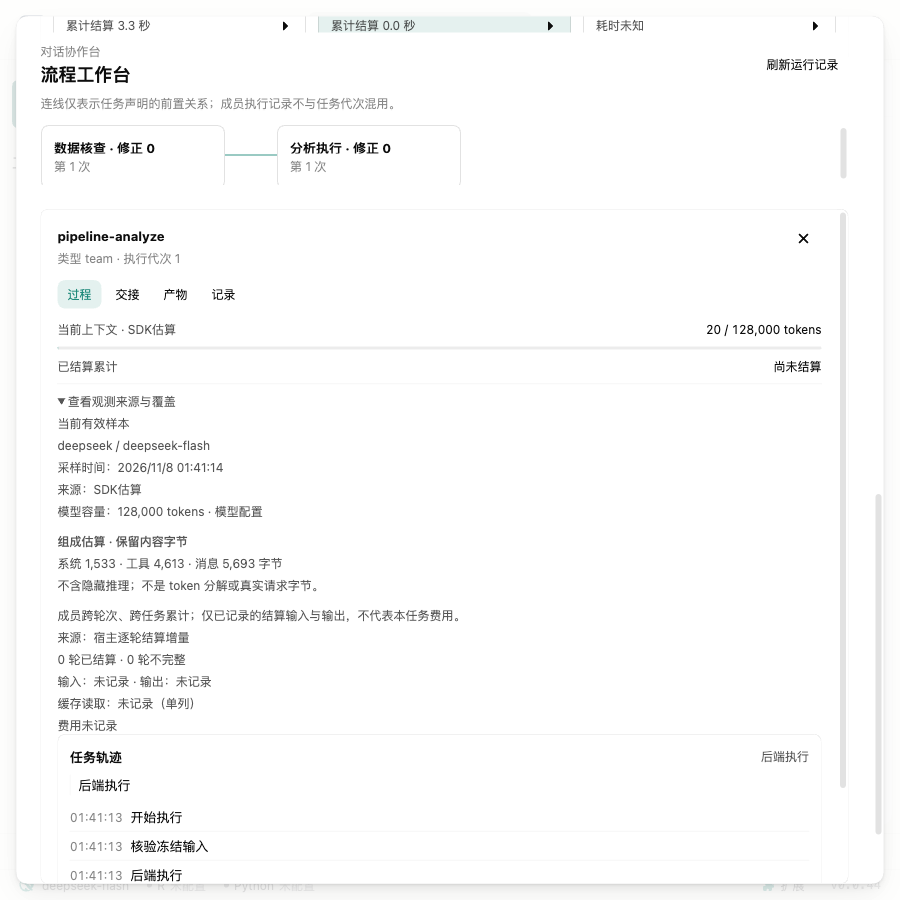 累计结算 3.3 秒
累计结算 0.0 秒
耗时未知
对话协作台
流程工作台
刷新运行记录
连线仅表示任务声明的前置关系；成员执行记录不与任务代次混用。
数据核查 · 修正 0
第 1 次
分析执行 · 修正 0
第 1 次
pipeline-analyze
类型 team · 执行代次 1
过程
交接
产物
记录
当前上下文 · SDK估算
20 / 128,000 tokens
已结算累计
尚未结算
查看观测来源与覆盖
当前有效样本
deepseek / deepseek-flash
采样时间：2026/11/8 01:41:14
来源：SDK估算
模型容量：128,000 tokens · 模型配置
组成估算 · 保留内容字节
系统 1,533 · 工具 4,613 · 消息 5,693 字节
不含隐藏推理；不是 token 分解或真实请求字节。
成员跨轮次、跨任务累计；仅已记录的结算输入与输出，不代表本任务费用。
来源：宿主逐轮结算增量
0 轮已结算 · 0 轮不完整
输入：未记录 · 输出：未记录
缓存读取：未记录（单列）
费用未记录
任务轨迹
后端执行
后端执行
01:41:13 开始执行
01:41:13 核验冻结输入
01:41:13 后端执行
deepseek-flash
R 未配置
Python 未配置
扩展